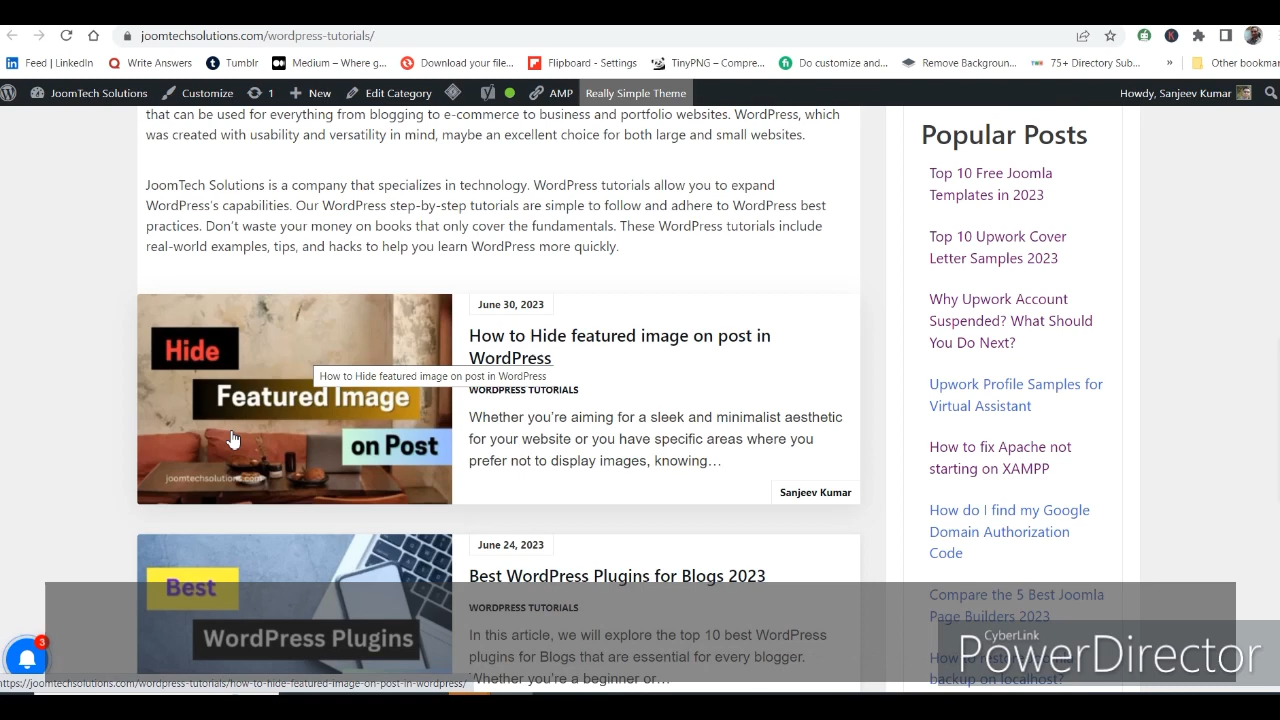 joomtechsolutions.com/wordpress-tutorials/
Feed | LinkedIn
Write Answers
Tumblr
Medium – Where g...
Download your file...
Flipboard - Settings
TinyPNG – Compre...
Do customize and...
Remove Backgroun...
75+ Directory Sub...
»
Other bookmar
JoomTech Solutions
Customize
1
New
Edit Category
AMP
Really Simple Theme
Howdy, Sanjeev Kumar
that can be used for everything from blogging to e-commerce to business and portfolio websites. WordPress, which
was created with usability and versatility in mind, maybe an excellent choice for both large and small websites.
JoomTech Solutions is a company that specializes in technology. WordPress tutorials allow you to expand
WordPress's capabilities. Our WordPress step-by-step tutorials are simple to follow and adhere to WordPress best
practices. Don't waste your money on books that only cover the fundamentals. These WordPress tutorials include
real-world examples, tips, and hacks to help you learn WordPress more quickly.
Hide
Featured Image
on Post
joomtechsolutions.com
June 30, 2023
How to Hide featured image on post in
WordPress
How to Hide featured image on post in WordPress
WORDPRESS TUTORIALS
Whether you're aiming for a sleek and minimalist aesthetic
for your website or you have specific areas where you
prefer not to display images, knowing…
Sanjeev Kumar
Best
WordPress Plugins
June 24, 2023
Best WordPress Plugins for Blogs 2023
WORDPRESS TUTORIALS
In this article, we will explore the top 10 best WordPress
plugins for Blogs that are essential for every blogger.
Whether you're a beginner or…
Popular Posts
Top 10 Free Joomla
Templates in 2023
Top 10 Upwork Cover
Letter Samples 2023
Why Upwork Account
Suspended? What Should
You Do Next?
Upwork Profile Samples for
Virtual Assistant
How to fix Apache not
starting on XAMPP
How do I find my Google
Domain Authorization
Code
Compare the 5 Best Joomla
Page Builders 2023
How to restore
backup on localhost?
CyberLink
PowerDirector
3
https://joomtechsolutions.com/wordpress-tutorials/how-to-hide-featured-image-on-post-in-wordpress/